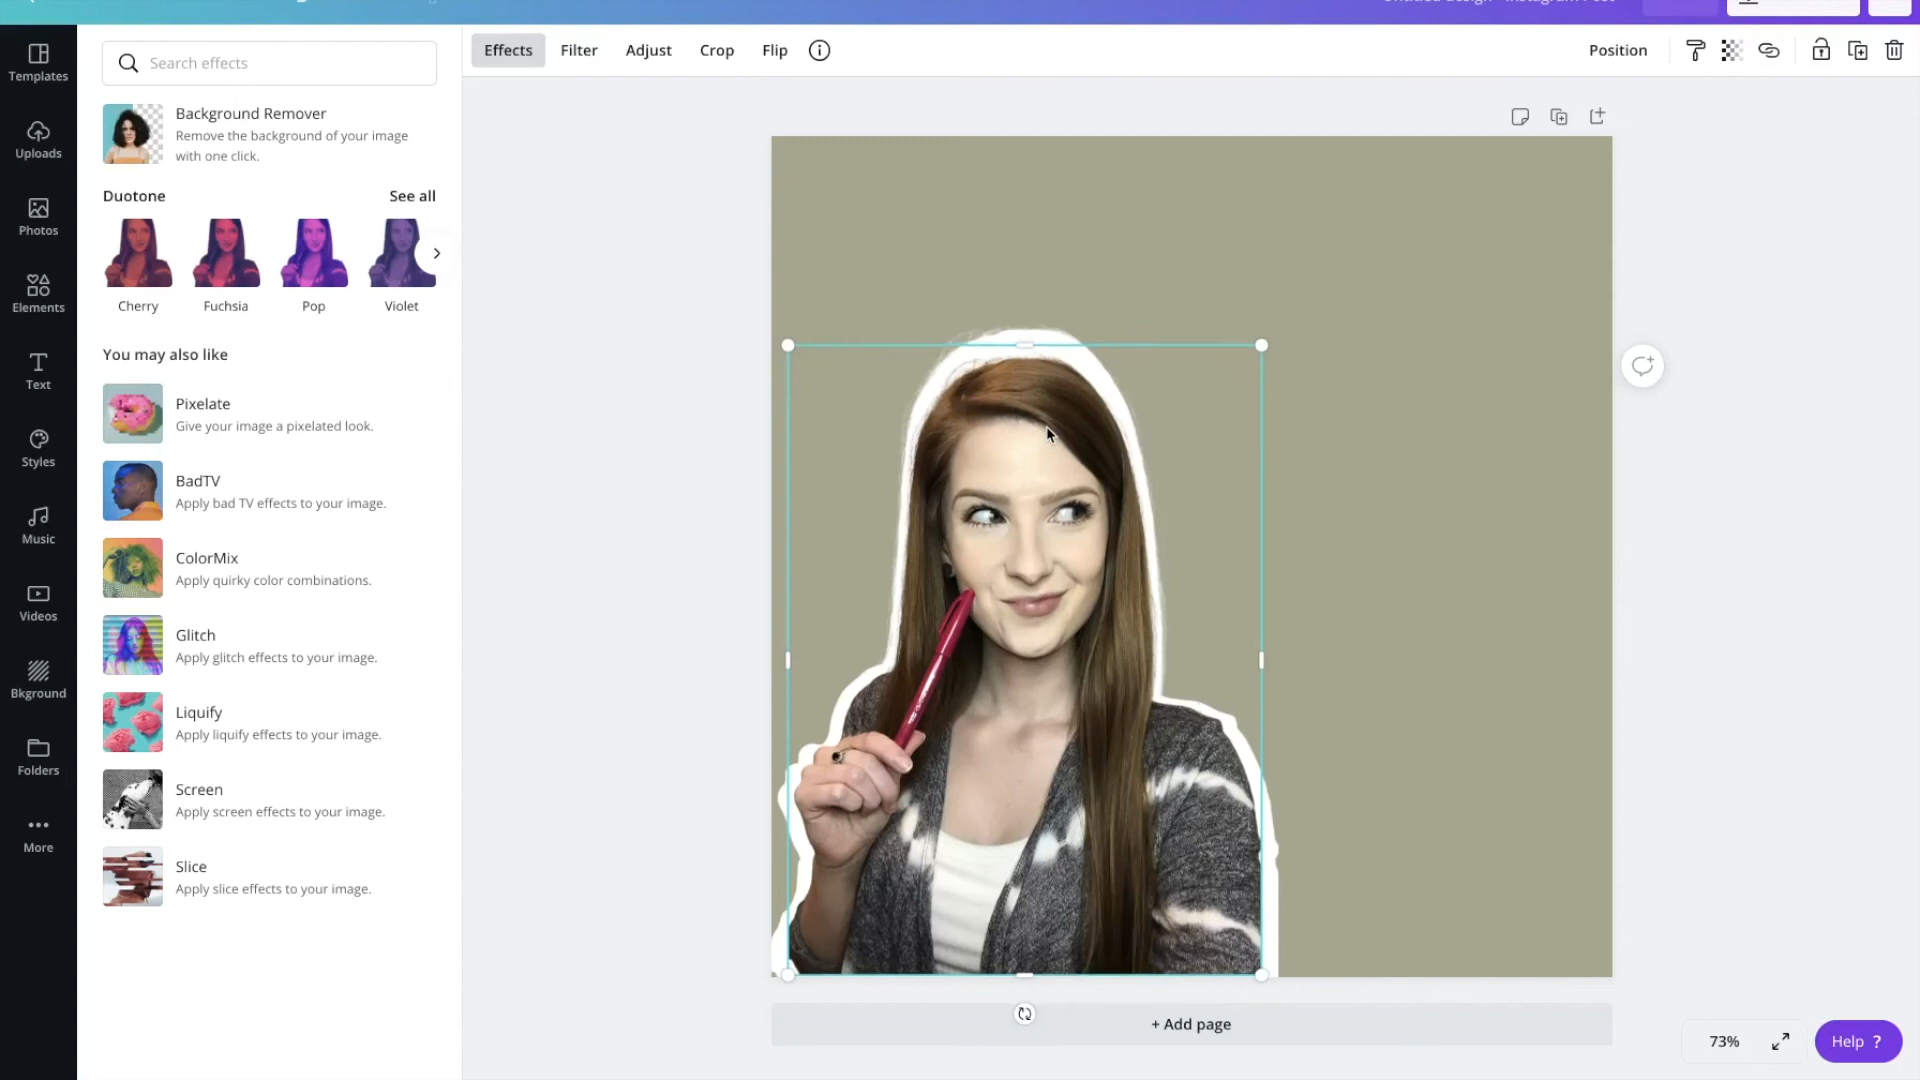 Untitled design - Instagram Post
Templates
Uploads
Photos
Elements
Text
Styles
Music
Videos
Bkground
Folders
More
Search effects
Background Remover
Remove the background of your image
with one click.
Duotone
See all
Cherry
Fuchsia
Pop
Violet
You may also like
Pixelate
Give your image a pixelated look.
BadTV
Apply bad TV effects to your image.
ColorMix
Apply quirky color combinations.
Glitch
Apply glitch effects to your image.
Liquify
Apply liquify effects to your image.
Screen
Apply screen effects to your image.
Slice
Apply slice effects to your image.
Effects
Filter
Adjust
Crop
Flip
Position
+ Add page
73%
Help ?